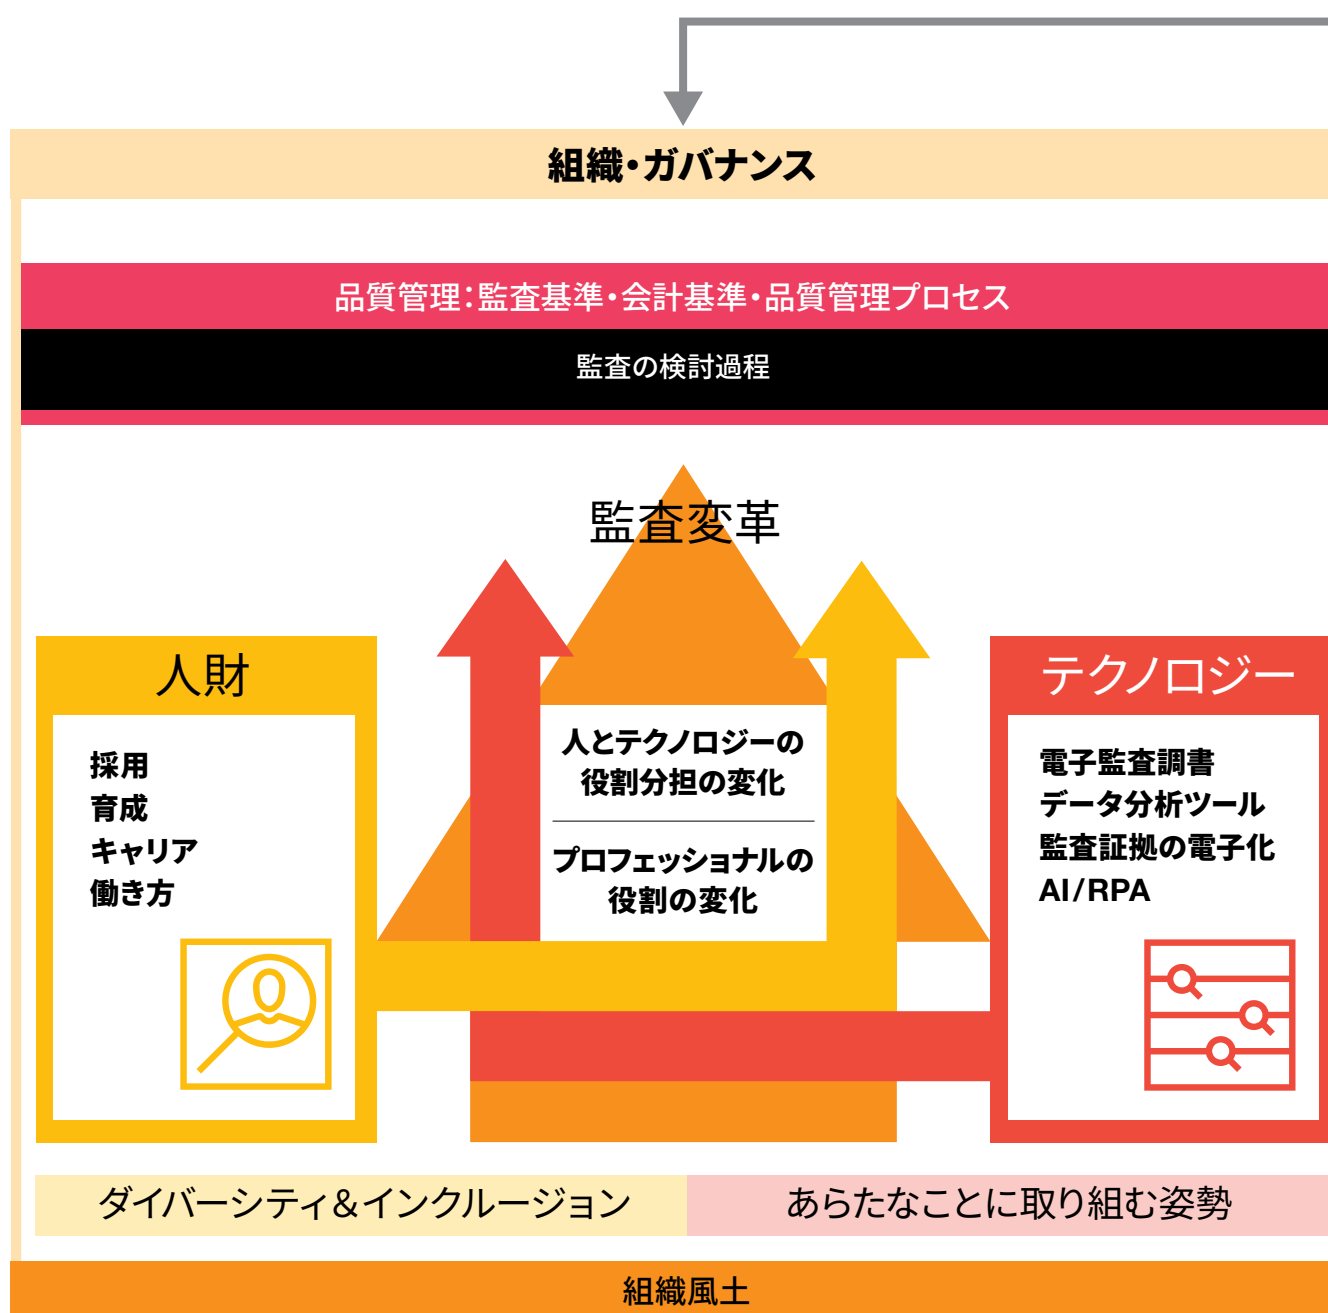 組織・ガバナンス
品質管理：監査基準・会計基準・品質管理プロセス
監査の検討過程
監査変革
人財
採用
育成
キャリア
働き方
人とテクノロジーの
役割分担の変化
プロフェッショナルの
役割の変化
テクノロジー
電子監査調書
データ分析ツール
監査証拠の電子化
AI/RPA
ダイバーシティ&インクルージョン
あらたなことに取り組む姿勢
組織風土